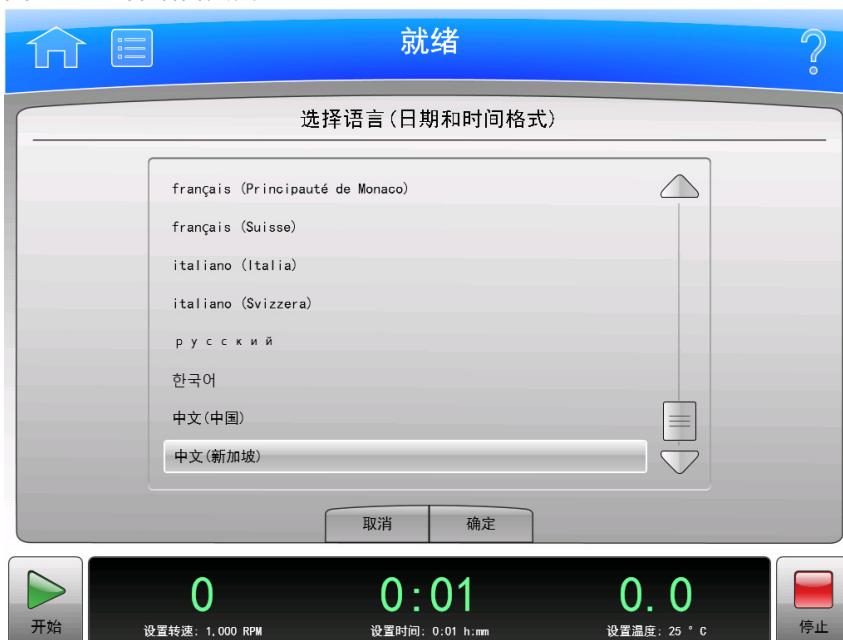 就绪
选择语言(日期和时间格式)
français (Principauté de Monaco)
français (Suisse)
italiano (Italia)
italiano (Svizzera)
русский
한국어
中文(中国)
中文(新加坡)
取消 确定
0 0:01 0.0
开始 设置转速: 1,000 RPM 设置时间: 0:01 h:mm 设置温度: 25 ° C 停止